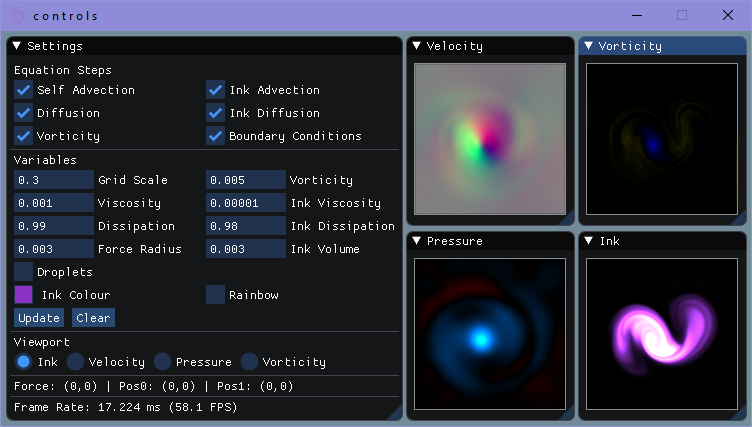 controls
Settings
Equation Steps
Self Advection Ink Advection
Diffusion Ink Diffusion
Vorticity Boundary Conditions
Variables
0.3 Grid Scale 0.005 Vorticity
0.001 Viscosity 0.00001 Ink Viscosity
0.99 Dissipation 0.98 Ink Dissipation
0.003 Force Radius 0.003 Ink Volume
Droplets
Ink Colour Rainbow
Update Clear
Viewport
Ink Velocity Pressure Vorticity
Force: (0,0) | Pos0: (0,0) | Pos1: (0,0)
Frame Rate: 17.224 ms (58.1 FPS)
Velocity
Vorticity
Pressure
Ink